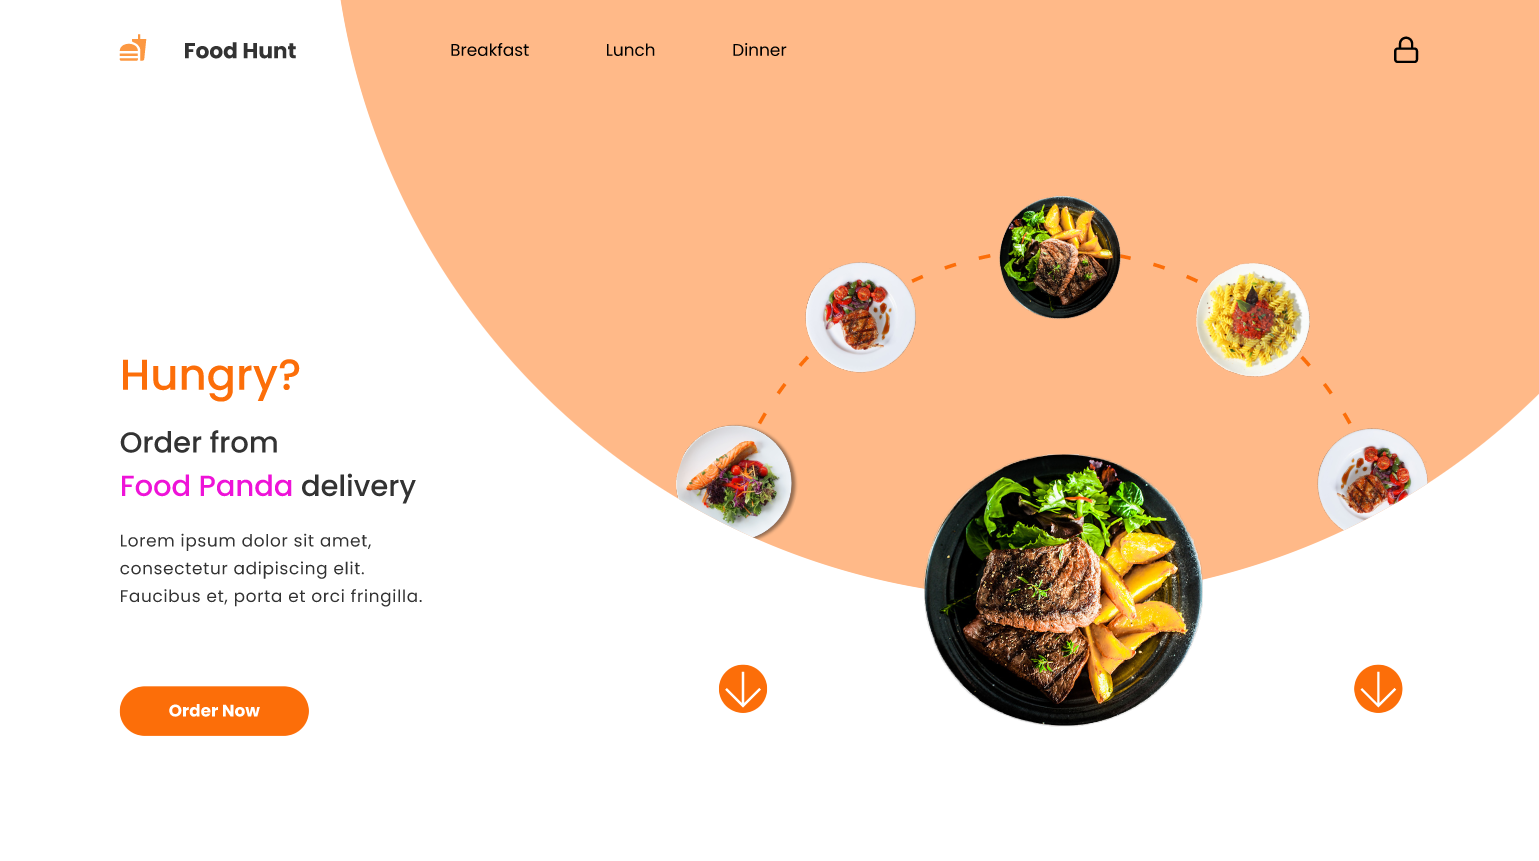 Food Hunt
Breakfast
Lunch
Dinner
Hungry?
Order from
Food Panda delivery
Lorem ipsum dolor sit amet,
consectetur adipiscing elit.
Faucibus et, porta et orci fringilla.
Order Now